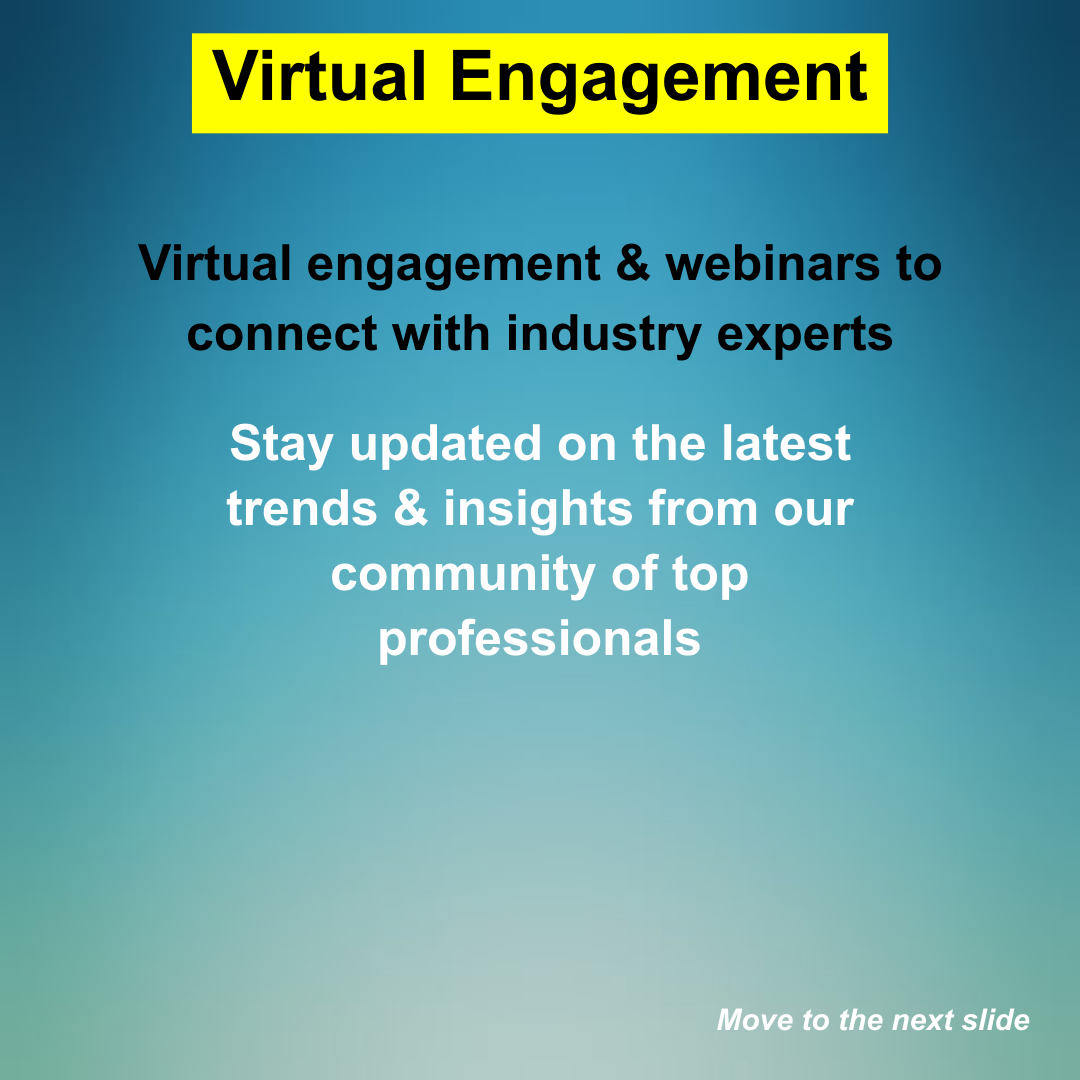 Virtual Engagement
Virtual engagement & webinars to
connect with industry experts
Stay updated on the latest
trends & insights from our
community of top
professionals
Move to the next slide